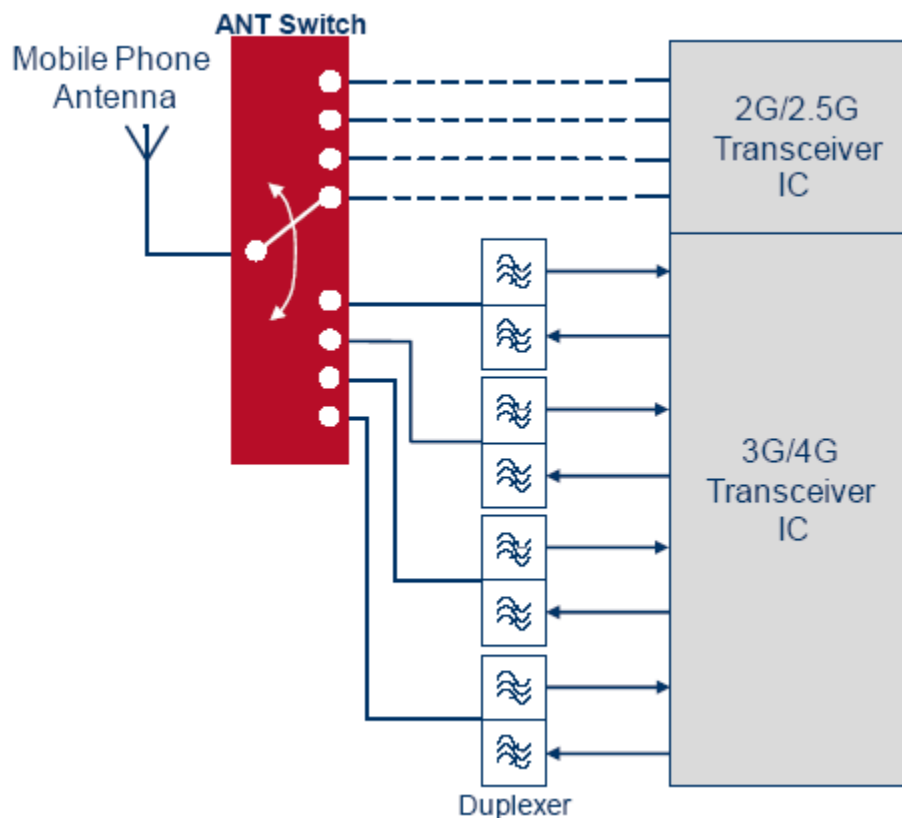 ANT Switch
Mobile Phone
Antenna
2G/2.5G
Transceiver
IC
3G/4G
Transceiver
IC
Duplexer